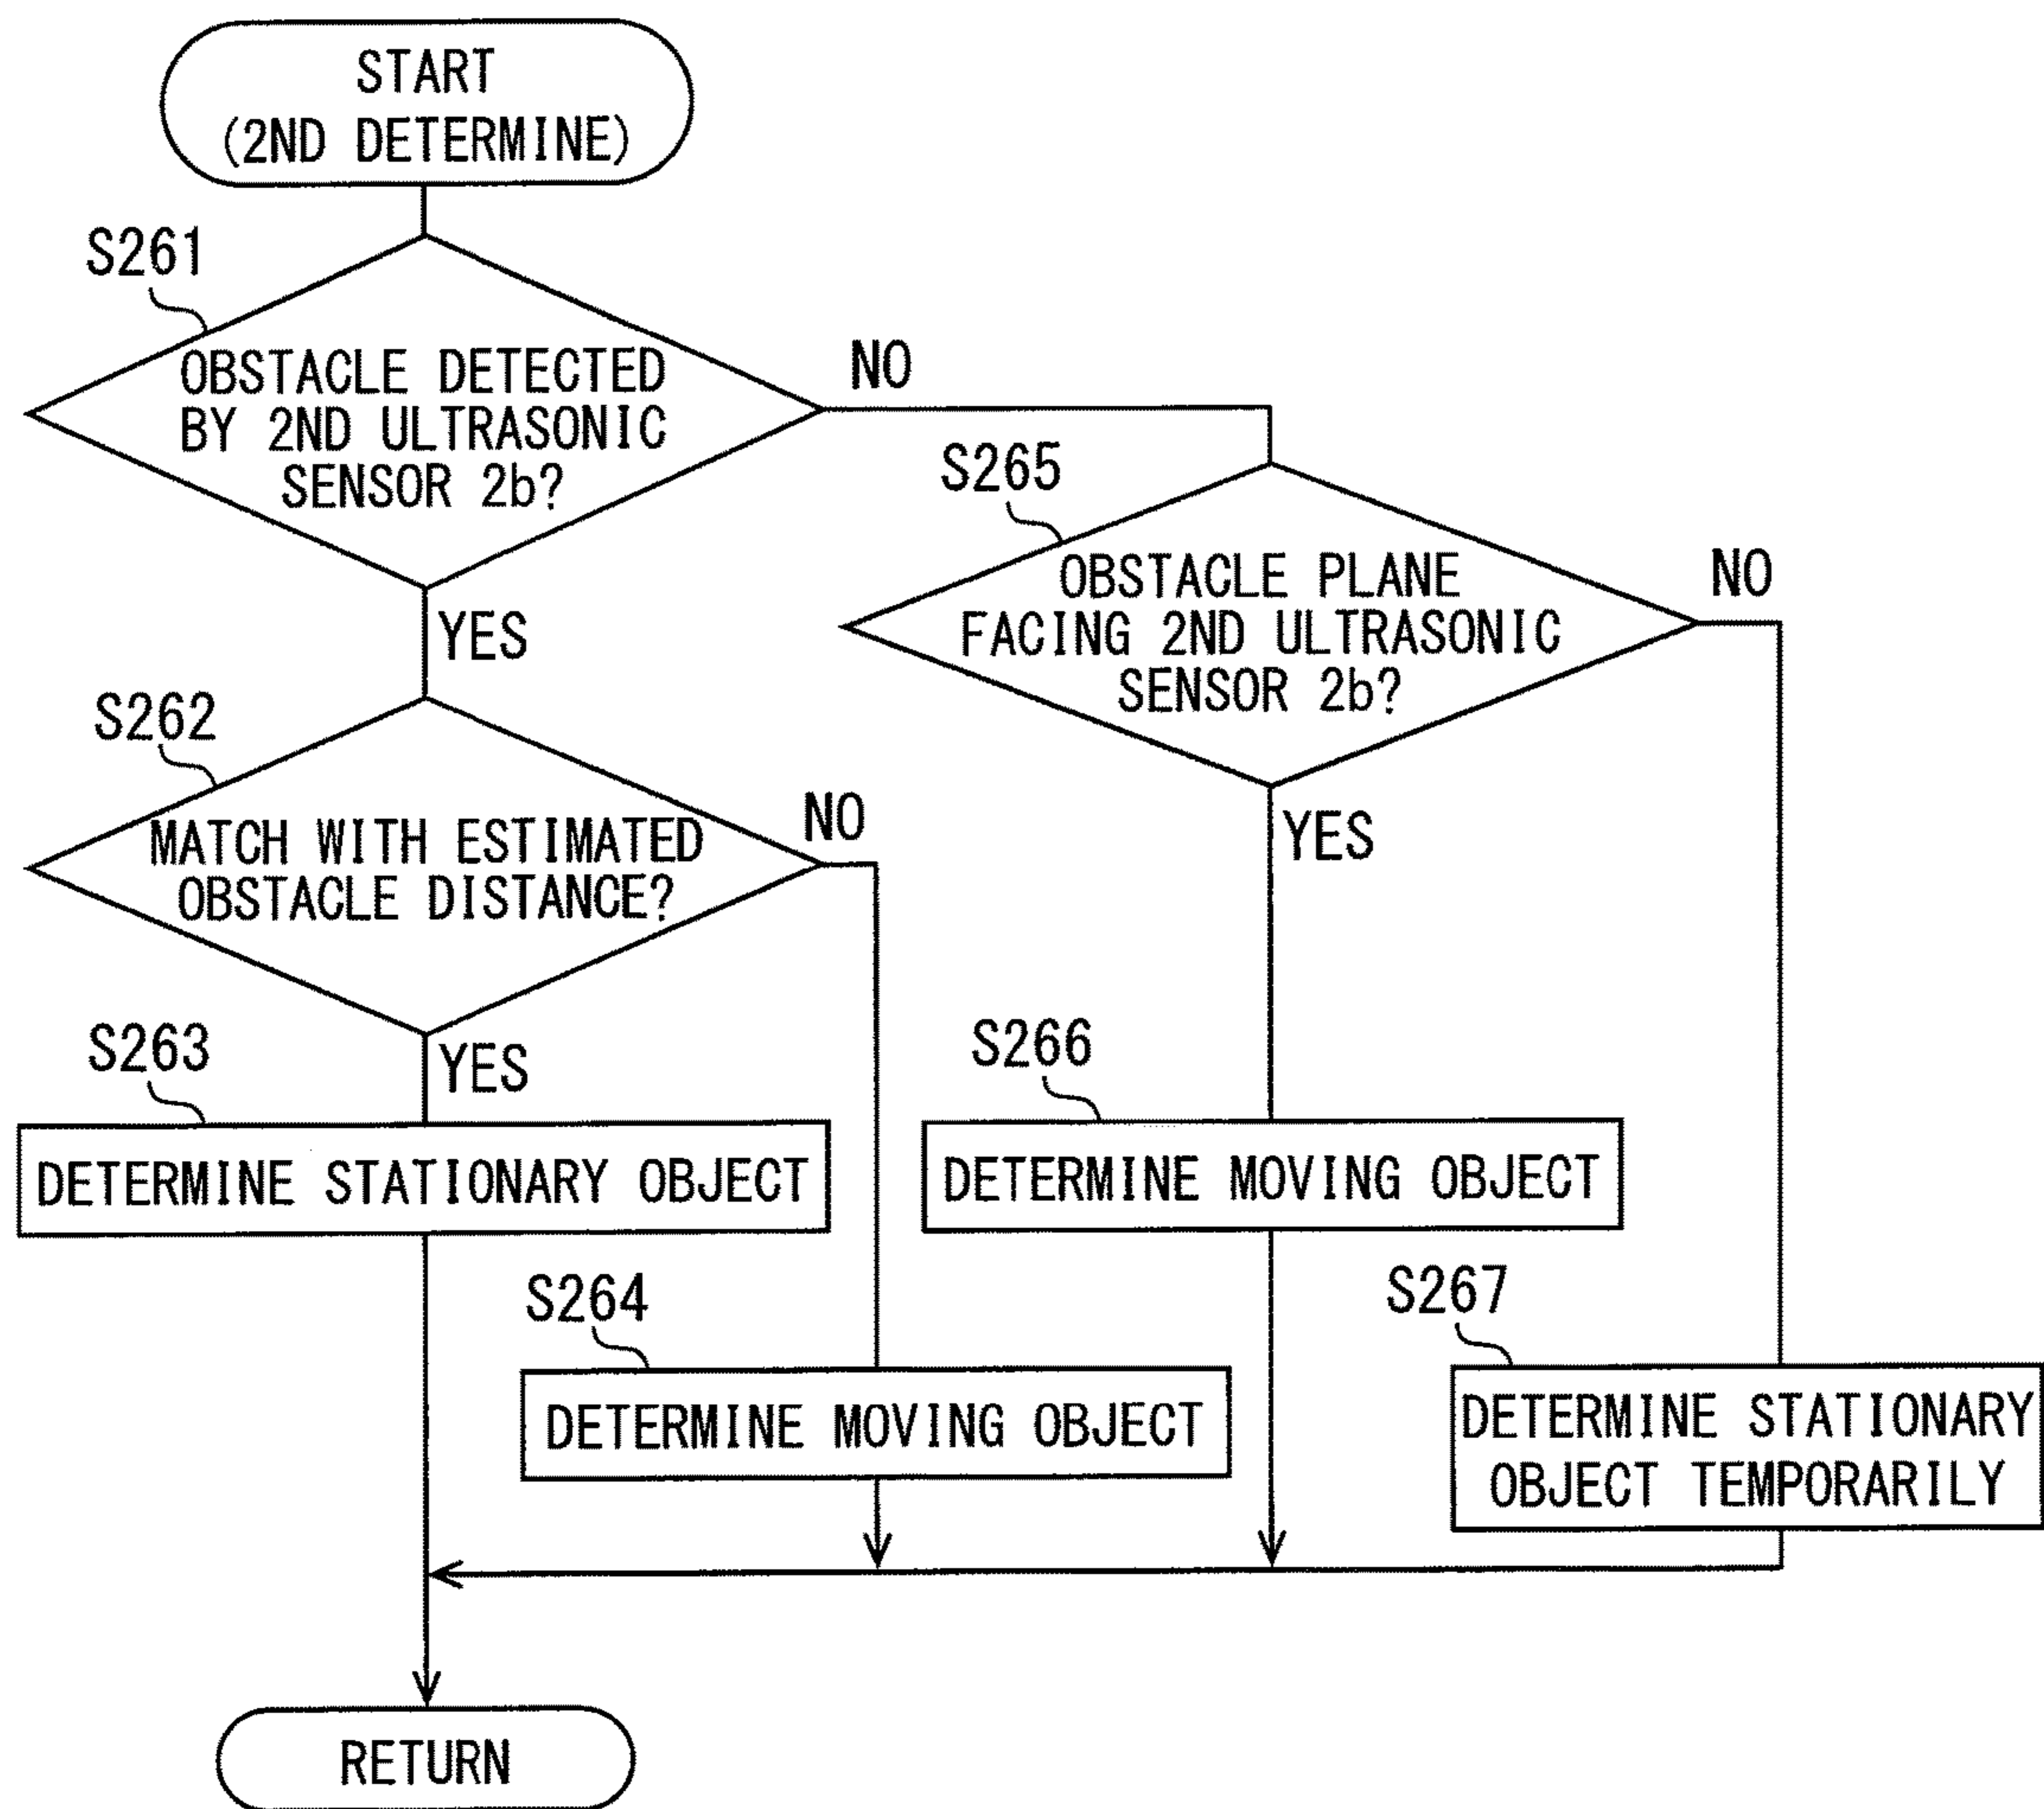 START
(2ND DETERMINE)
S261
OBSTACLE DETECTED
BY 2ND ULTRASONIC
SENSOR 2b?
NO
YES
S265
OBSTACLE PLANE
FACING 2ND ULTRASONIC
SENSOR 2b?
NO
YES
S262
MATCH WITH ESTIMATED
OBSTACLE DISTANCE?
NO
YES
S263
DETERMINE STATIONARY OBJECT
S266
DETERMINE MOVING OBJECT
S264
DETERMINE MOVING OBJECT
S267
DETERMINE STATIONARY
OBJECT TEMPORARILY
RETURN